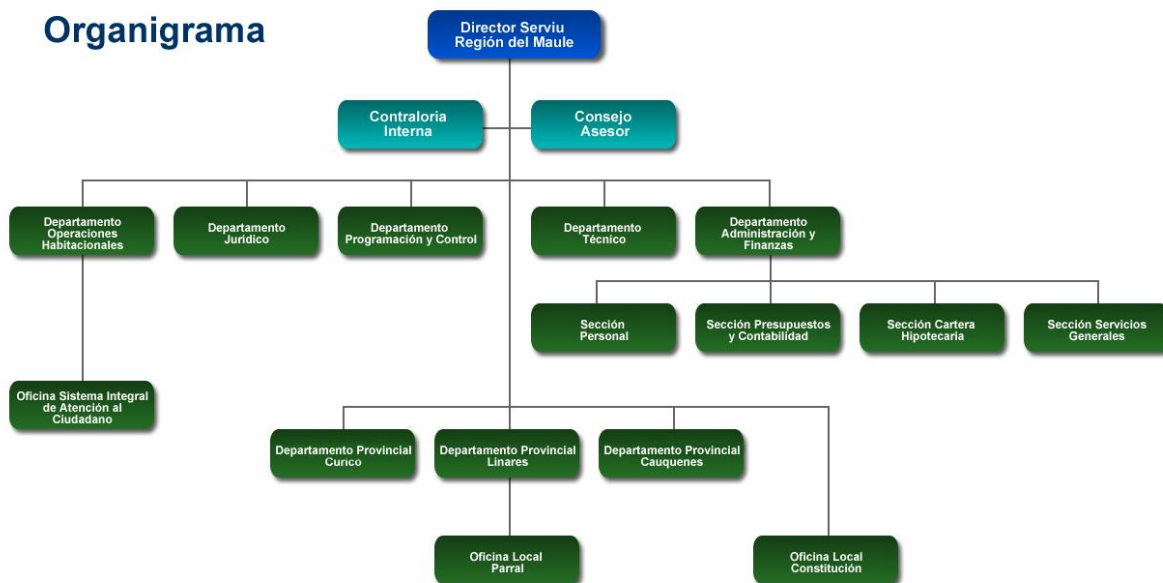 Organigrama
Director Serviu
Región del Maule
Contraloria
Interna
Consejo
Asesor
Departamento
Operaciones
Habitacionales
Departamento
Jurídico
Departamento
Programación y Control
Departamento
Técnico
Departamento
Administración y
Finanzas
Sección
Personal
Sección Presupuestos
y Contabilidad
Sección Cartera
Hipotecaria
Sección Servicios
Generales
Oficina Sistema Integral
de Atención al
Ciudadano
Departamento Provincial
Curico
Departamento Provincial
Linares
Departamento Provincial
Cauquenes
Oficina Local
Parral
Oficina Local
Constitución